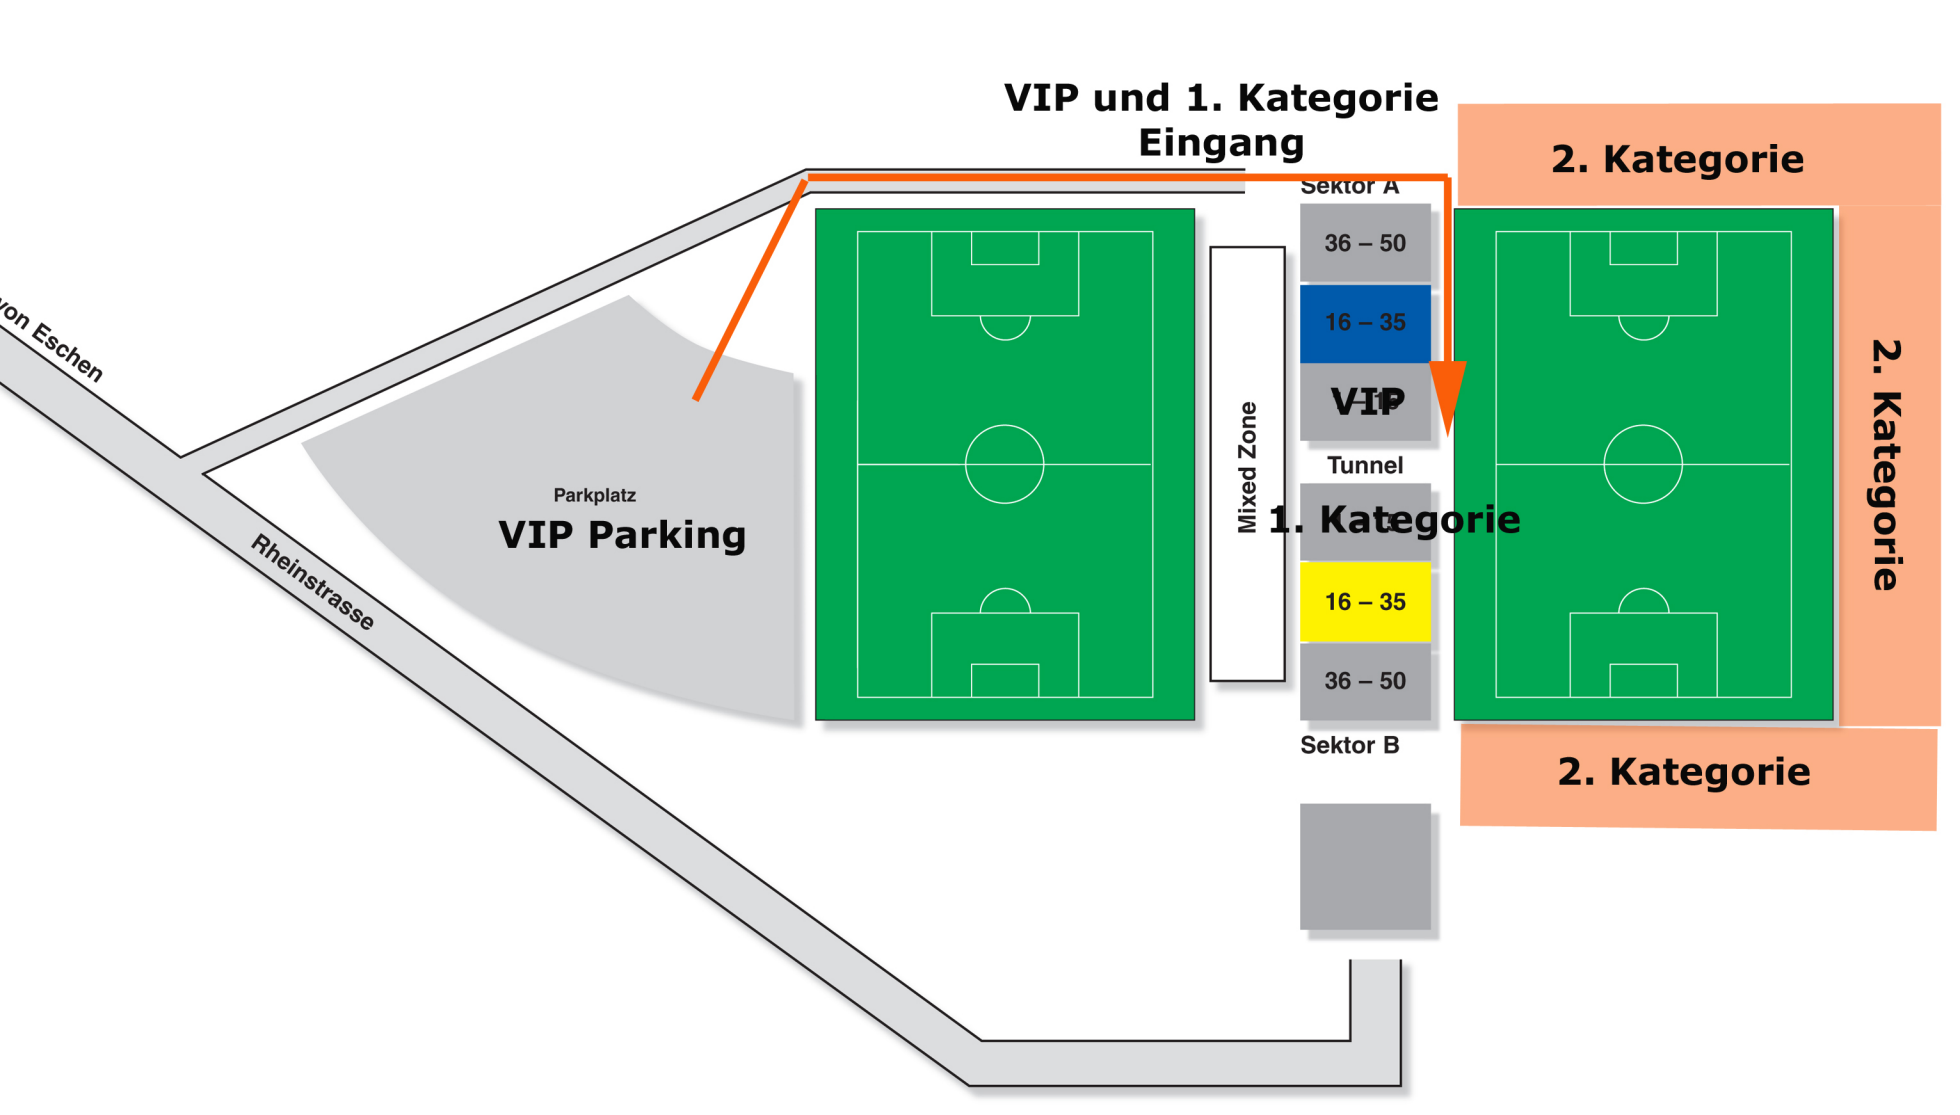 VIP und 1. Kategorie
Eingang
2. Kategorie
Sektor A
36 – 50
16 – 35
VIP
Tunnel
1. Kategorie
16 – 35
36 – 50
Sektor B
Mixed Zone
2. Kategorie
2. Kategorie
von Eschen
Rheinstrasse
Parkplatz
VIP Parking